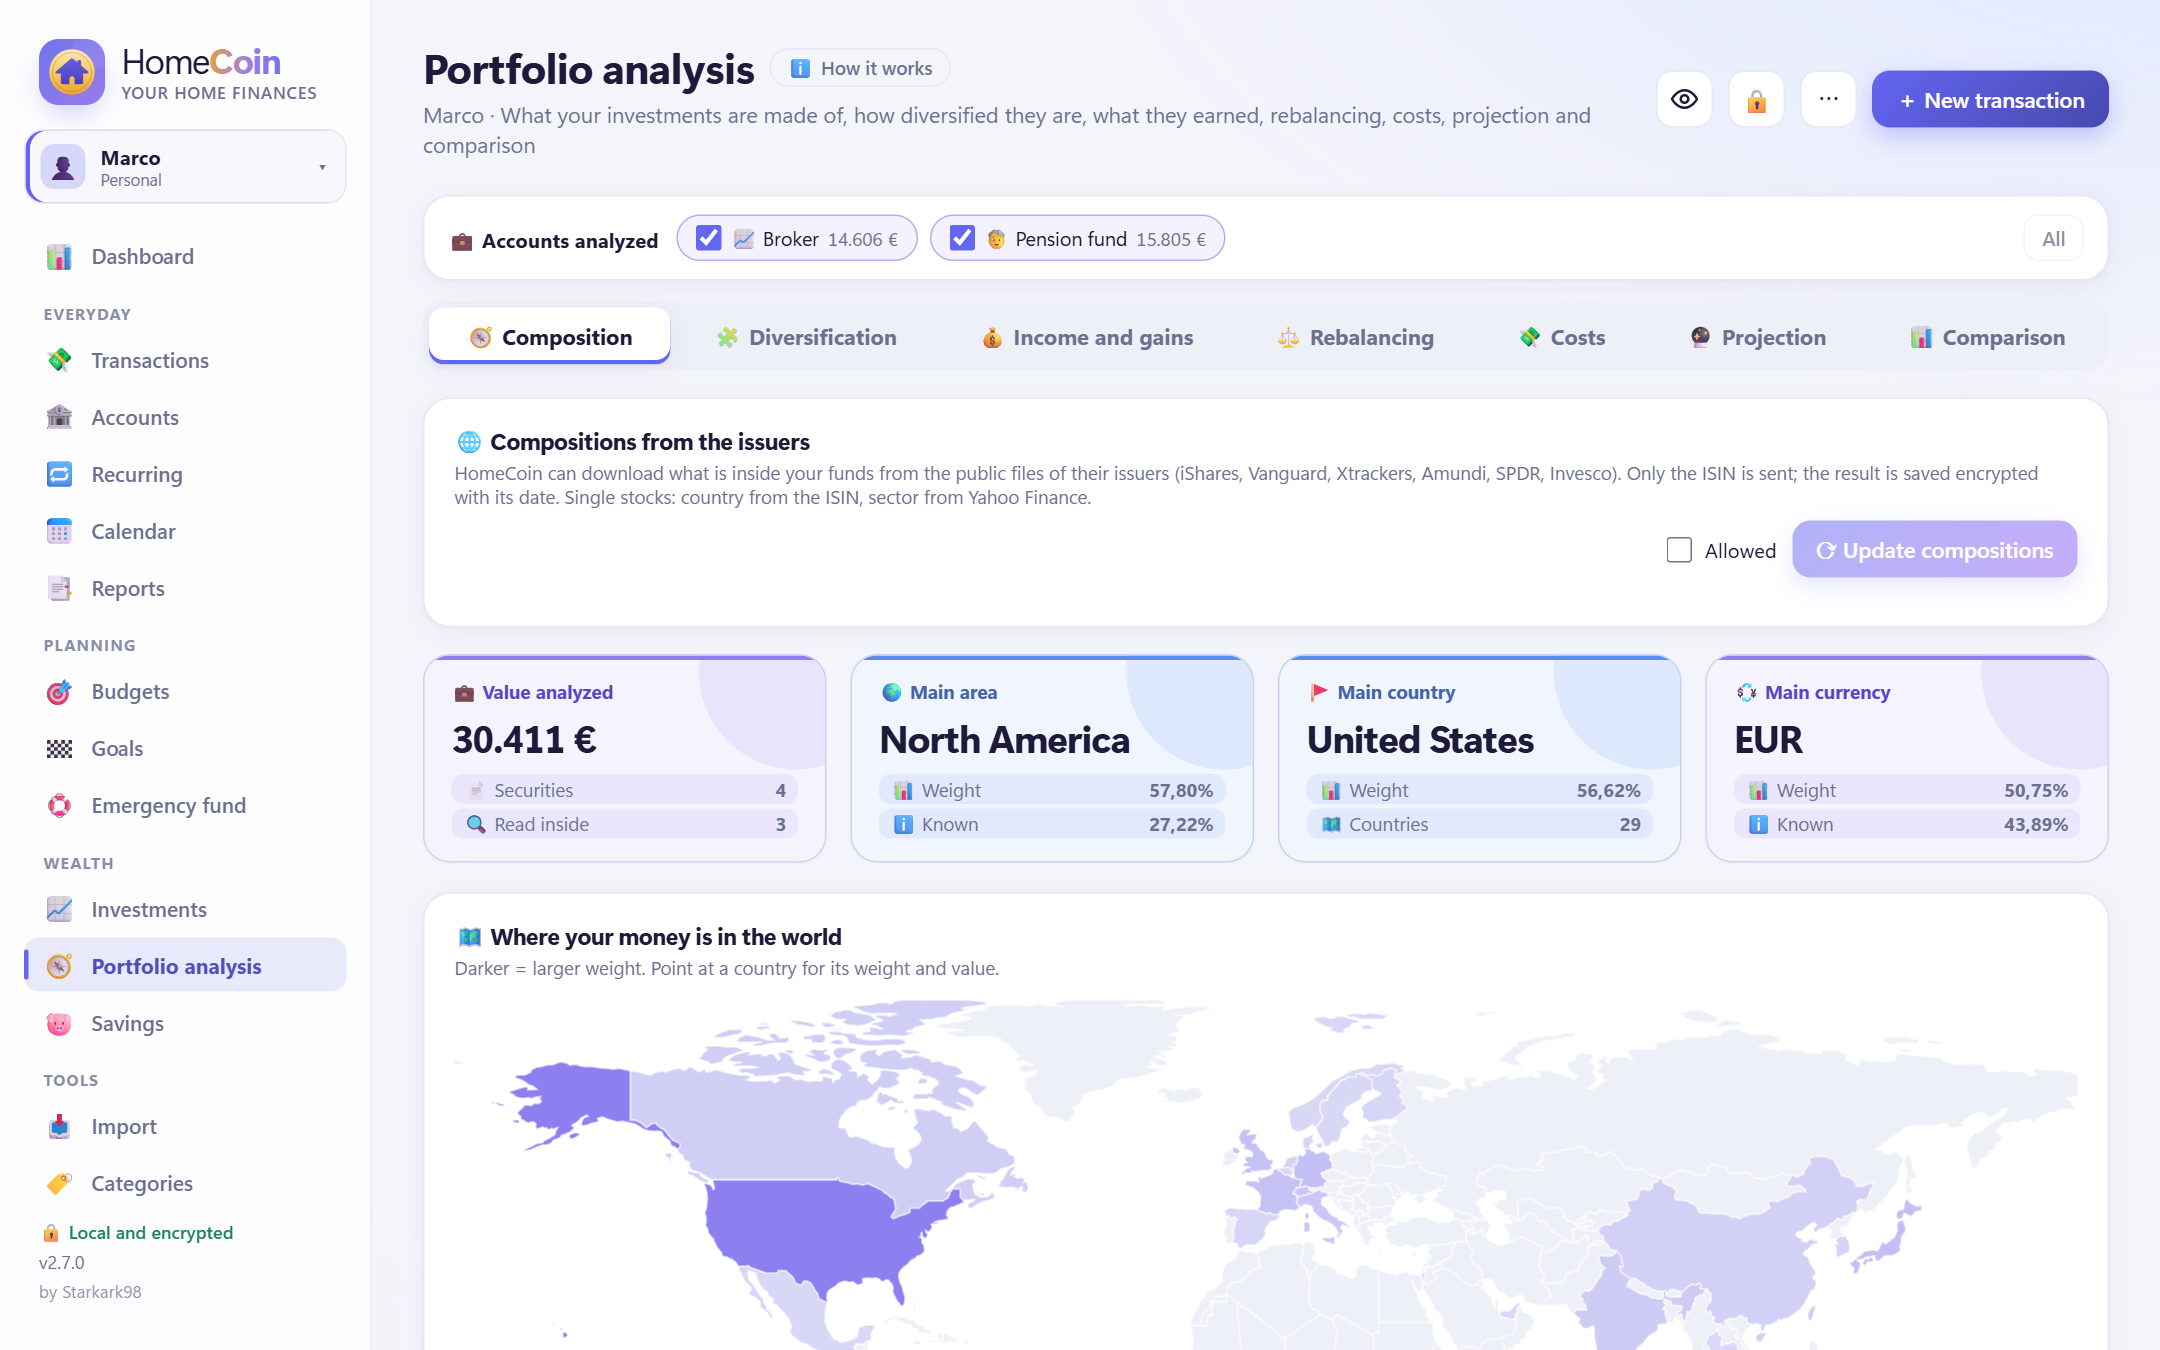 HomeCoin
YOUR HOME FINANCES
Marco
Personal
Dashboard
EVERYDAY
Transactions
Accounts
Recurring
Calendar
Reports
PLANNING
Budgets
Goals
Emergency fund
WEALTH
Investments
Portfolio analysis
Savings
TOOLS
Import
Categories
Local and encrypted
v2.7.0
by Starkark98
Portfolio analysis
How it works
Marco · What your investments are made of, how diversified they are, what they earned, rebalancing, costs, projection and
comparison
+ New transaction
Accounts analyzed
Broker 14.606 €
Pension fund 15.805 €
All
Composition
Diversification
Income and gains
Rebalancing
Costs
Projection
Comparison
Compositions from the issuers
HomeCoin can download what is inside your funds from the public files of their issuers (iShares, Vanguard, Xtrackers, Amundi, SPDR, Invesco). Only the ISIN is sent; the result is saved encrypted
with its date. Single stocks: country from the ISIN, sector from Yahoo Finance.
Allowed
⟳ Update compositions
Value analyzed
30.411 €
Securities 4
Read inside 3
Main area
North America
Weight 57,80%
Known 27,22%
Main country
United States
Weight 56,62%
Countries 29
Main currency
EUR
Weight 50,75%
Known 43,89%
Where your money is in the world
Darker = larger weight. Point at a country for its weight and value.